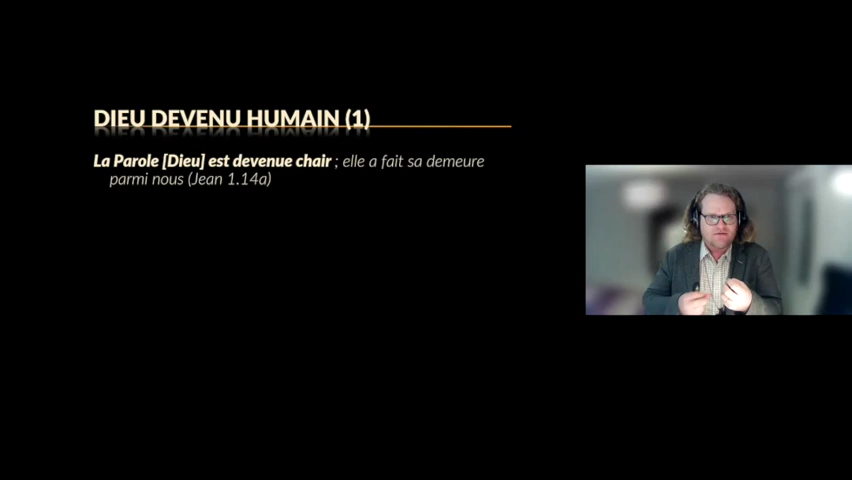 DIEU DEVENU HUMAIN (1)
La Parole [Dieu] est devenue chair ; elle a fait sa demeure
parmi nous (Jean 1.14a)